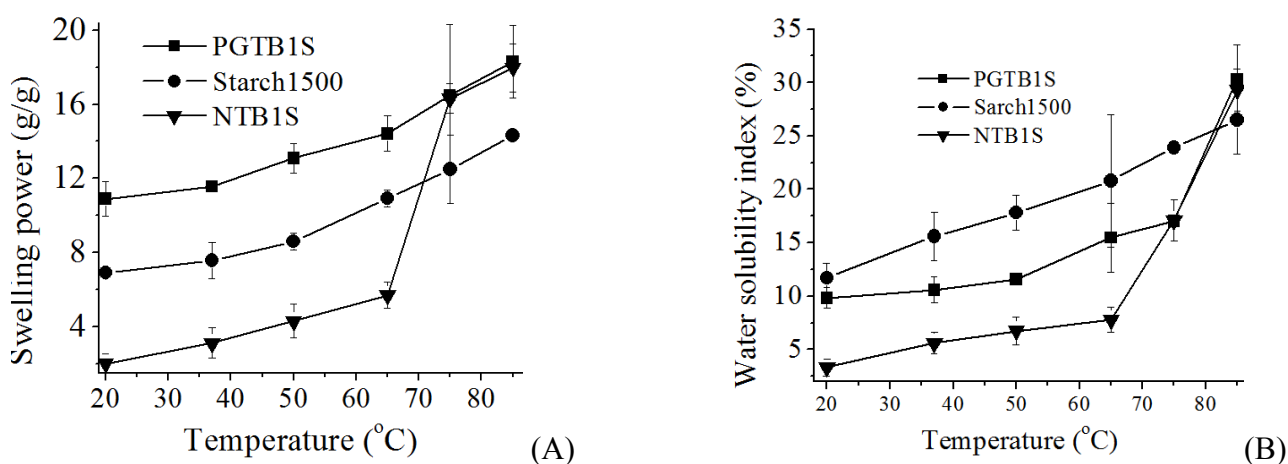 20
16
12
8
4
Swelling power (g/g)
PGTB1S
Starch1500
NTB1S
20 30 40 50 60 70 80
Temperature (°C)
(A)
35
30
25
20
15
10
5
Water solubility index (%)
PGTB1S
Sarch1500
NTB1S
20 30 40 50 60 70 80
Temperature (°C)
(B)